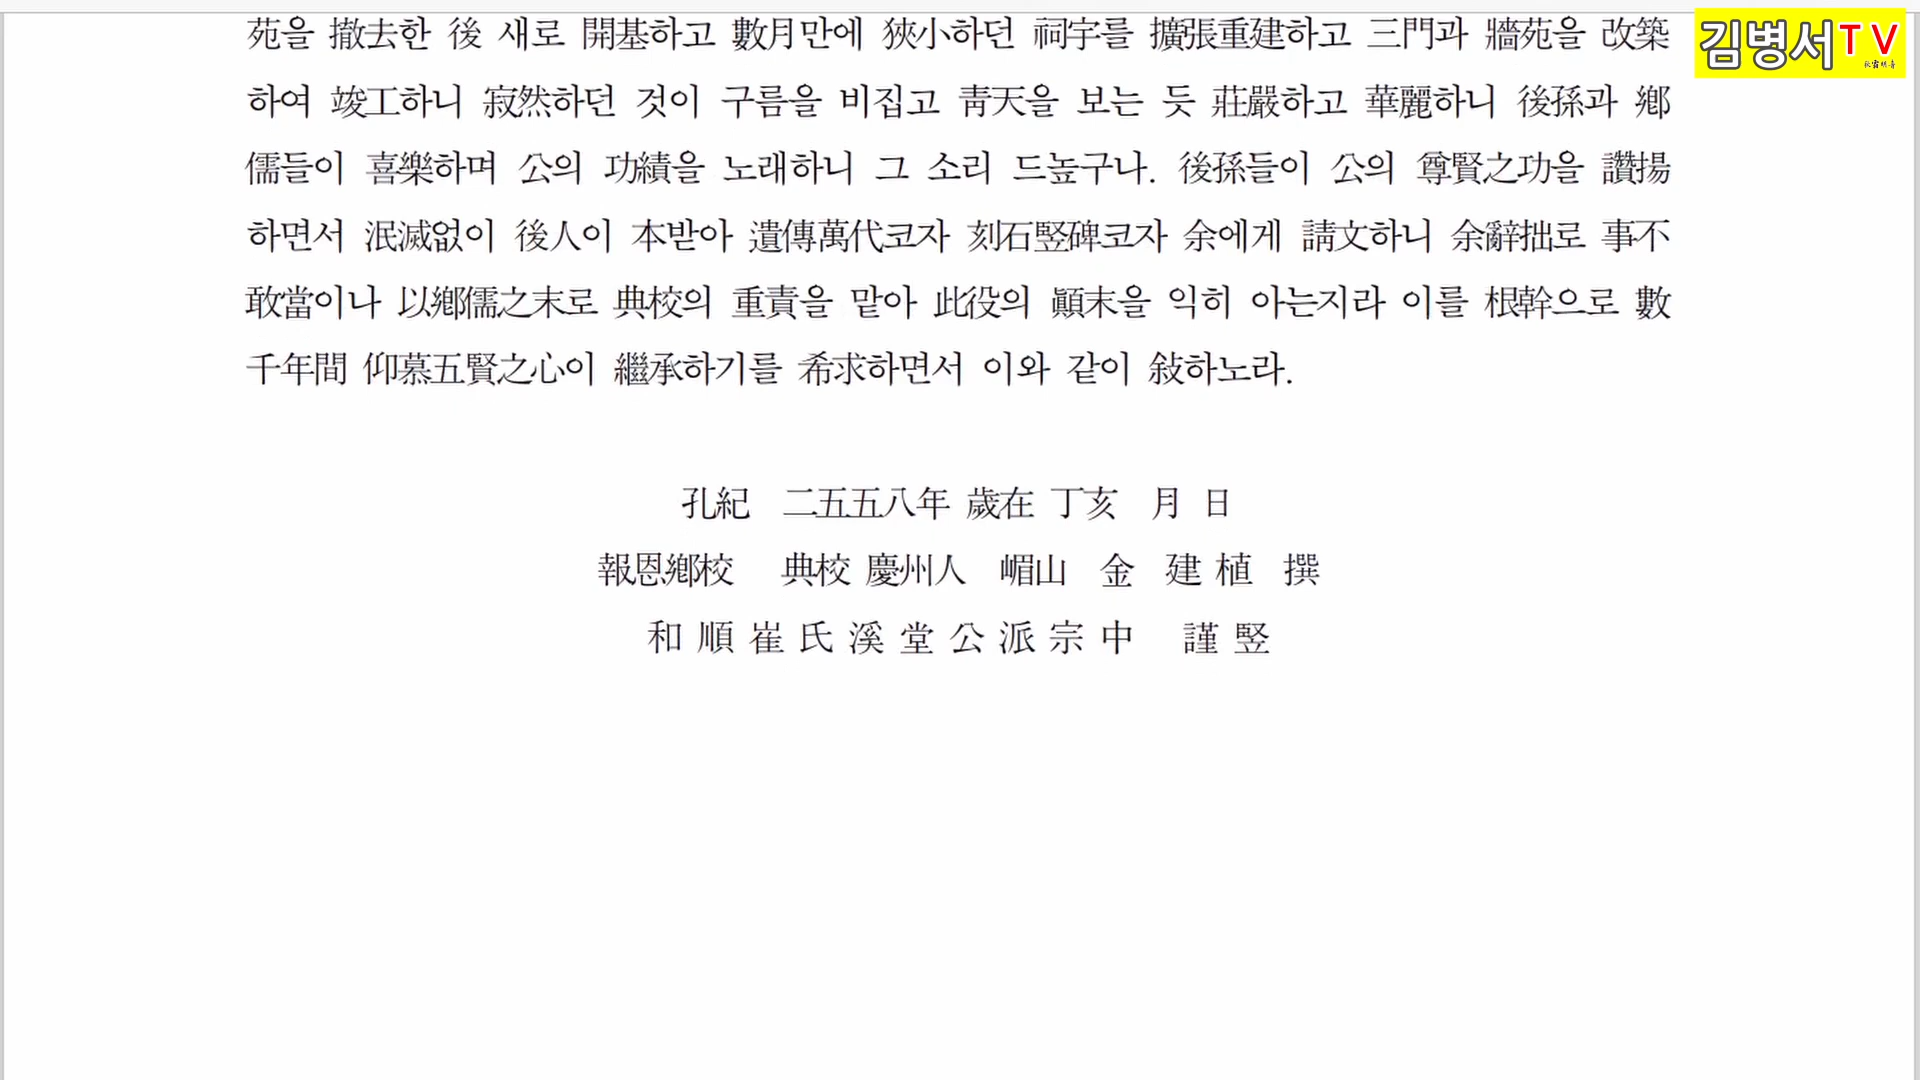 苑을 撤去한 後 새로 開基하고 數月만에 狹小하던 祠宇를 擴張重建하고 三門과 牆苑을 改築
하여 竣工하니 寂然하던 것이 구름을 비집고 靑天을 보는 듯 莊嚴하고 華麗하니 後孫과 鄕
儒들이 喜樂하며 公의 功績을 노래하니 그 소리 드높구나. 後孫들이 公의 尊賢之功을 讚揚
하면서 泯滅없이 後人이 本받아 遺傳萬代코자 刻石竪碑코자 余에게 請文하니 余辭拙로 事不
敢當이나 以鄕儒之末로 典校의 重責을 맡아 此役의 顚末을 익히 아는지라 이를 根幹으로 數
千年間 仰慕五賢之心이 繼承하기를 希求하면서 이와 같이 敍하노라.
孔紀 二五五八年 歲在 丁亥 月 日
報恩鄕校 典校 慶州人 嵋山 金 建 植 撰
和 順 崔 氏 溪 堂 公 派 宗 中 謹 竪
김병서TV